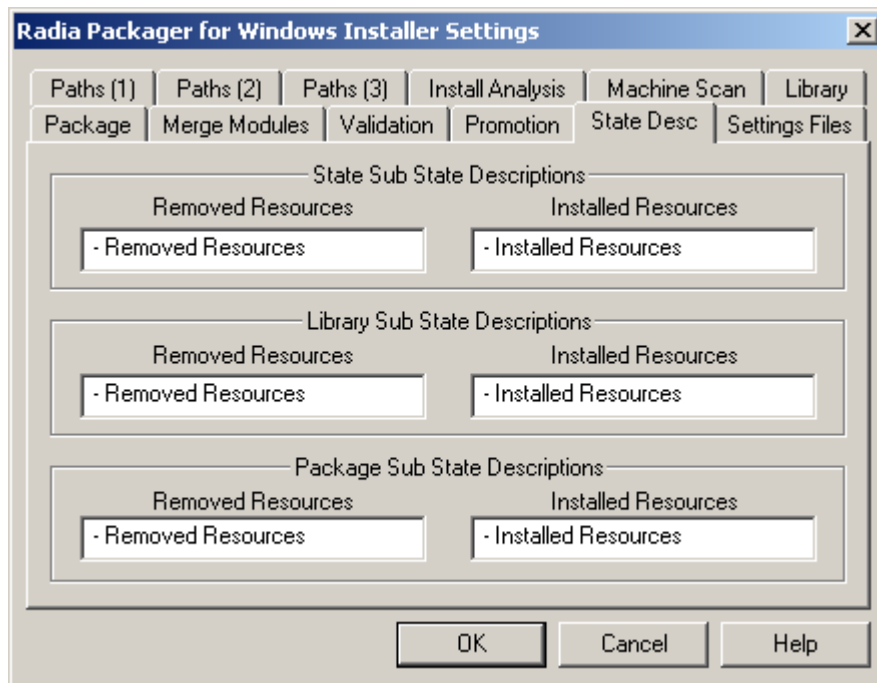 Radia Packager for Windows Installer Settings
Paths (1) Paths (2) Paths (3) Install Analysis Machine Scan Library
Package Merge Modules Validation Promotion State Desc Settings Files
State Sub State Descriptions
Removed Resources Installed Resources
- Removed Resources - Installed Resources
Library Sub State Descriptions
Removed Resources Installed Resources
- Removed Resources - Installed Resources
Package Sub State Descriptions
Removed Resources Installed Resources
- Removed Resources - Installed Resources
OK Cancel Help